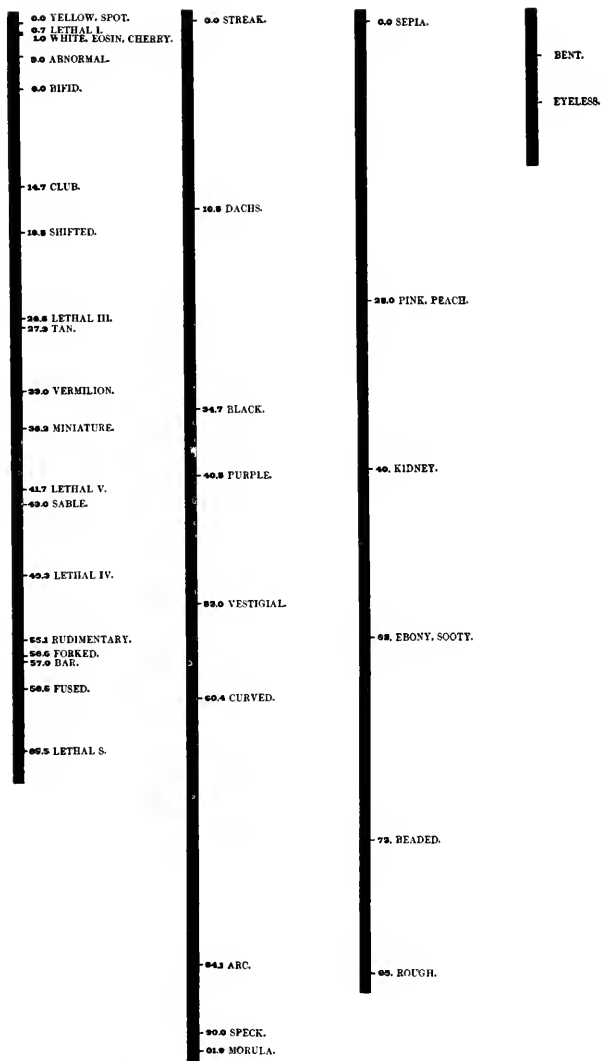 0.0 YELLOW, SPOT.
0.7 LETHAL I.
1.0 WHITE, EOSIN, CHERRY.
3.0 ABNORMAL.
6.0 BIFID.
14.7 CLUB.
18.8 SHIFTED.
26.5 LETHAL III.
27.3 TAN.
33.0 VERMILION.
36.2 MINIATURE.
41.7 LETHAL V.
43.0 SABLE.
49.3 LETHAL IV.
55.1 RUDIMENTARY.
56.6 FORKED.
57.0 BAR.
59.5 FUSED.
65.5 LETHAL S.
0.0 STREAK.
16.8 DACHS.
34.7 BLACK.
40.8 PURPLE.
52.0 VESTIGIAL.
60.4 CURVED.
84.1 ARC.
90.0 SPECK.
91.9 MORULA.
0.0 SEPIA.
25.0 PINK, PEACH.
40. KIDNEY.
55. EBONY, SOOTY.
73. BEADED.
85. ROUGH.
BENT.
EYELESS.